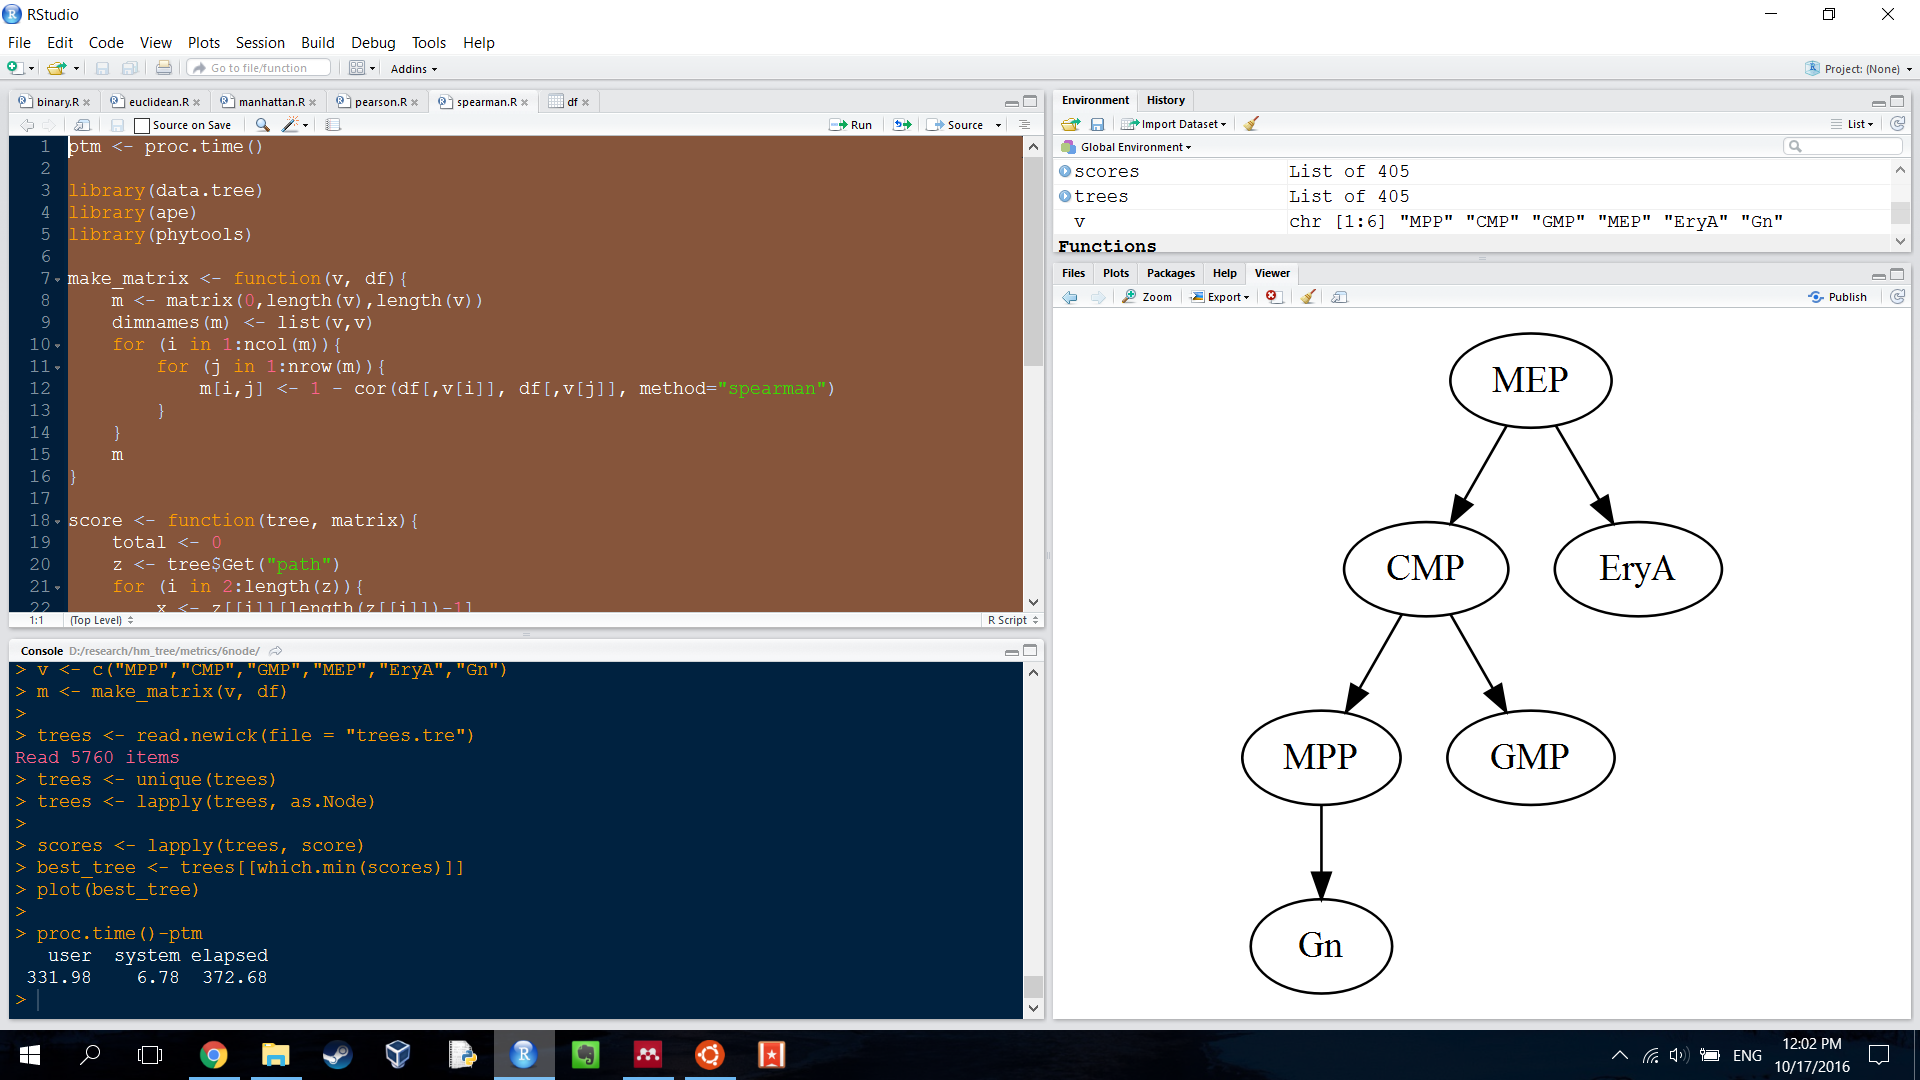 RStudio
File Edit Code View Plots Session Build Debug Tools Help
Go to file/function Addins Project: (None)
binary.R euclidean.R manhattan.R pearson.R spearman.R df
Source on Save Run Source
1 ptm <- proc.time()
2
3 library(data.tree)
4 library(ape)
5 library(phytools)
6
7 make_matrix <- function(v, df){
8 m <- matrix(0,length(v),length(v))
9 dimnames(m) <- list(v,v)
10 for (i in 1:ncol(m)){
11 for (j in 1:nrow(m)){
12 m[i,j] <- 1 - cor(df[,v[i]], df[,v[j]], method="spearman")
13 }
14 }
15 m
16 }
17
18 score <- function(tree, matrix){
19 total <- 0
20 z <- tree$Get("path")
21 for (i in 2:length(z)){
22 x <- z[[i]][length(z[[i]])-1]
1:1 (Top Level) R Script
Console D:/research/hm_tree/metrics/6node/
> v <- c("MPP","CMP","GMP","MEP","EryA","Gn")
> m <- make_matrix(v, df)
>
> trees <- read.newick(file = "trees.tre")
Read 5760 items
> trees <- unique(trees)
> trees <- lapply(trees, as.Node)
>
> scores <- lapply(trees, score)
> best_tree <- trees[[which.min(scores)]]
> plot(best_tree)
>
> proc.time()-ptm
user system elapsed
331.98 6.78 372.68
>
Environment History
Import Dataset List
Global Environment
scores List of 405
trees List of 405
v chr [1:6] "MPP" "CMP" "GMP" "MEP" "EryA" "Gn"
Functions
Files Plots Packages Help Viewer
Zoom Export Publish
MEP
CMP EryA
MPP GMP
Gn
ENG 12:02 PM
10/17/2016